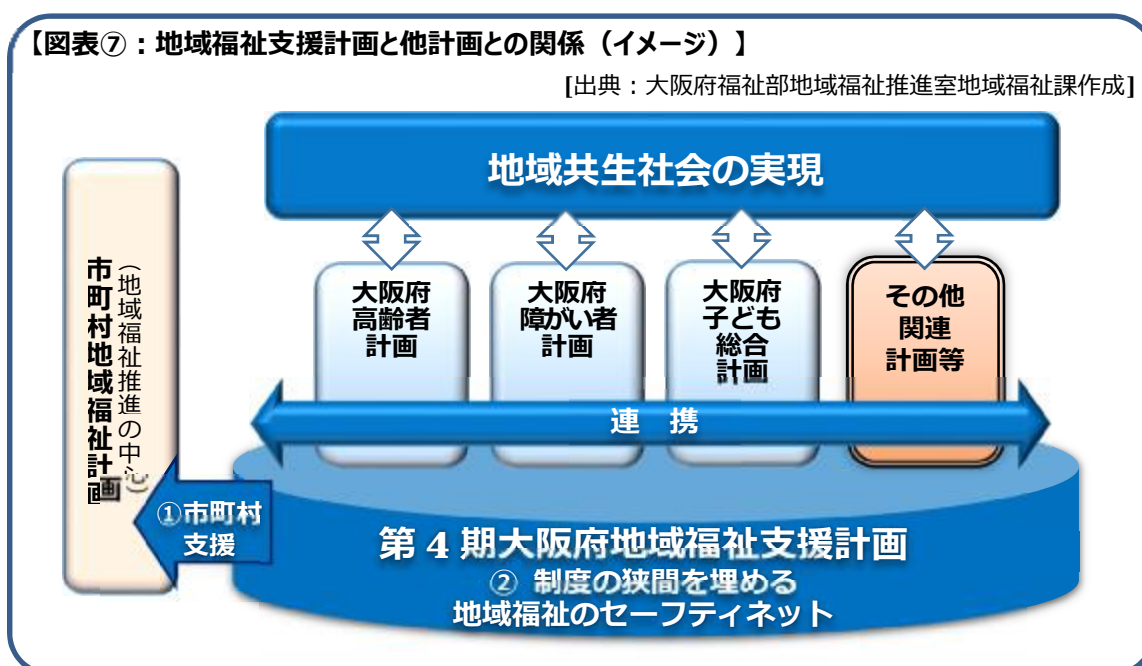 【図表⑦：地域福祉支援計画と他計画との関係（イメージ）】
[出典：大阪府福祉部地域福祉推進室地域福祉課作成]
地域共生社会の実現
市町村地域福祉計画
（地域福祉推進の中心）
大阪府
高齢者
計画
大阪府
障がい者
計画
大阪府
子ども
総合
計画
その他
関連
計画等
連　携
①市町村
支援
第 4 期大阪府地域福祉支援計画
② 制度の狭間を埋める
地域福祉のセーフティネット